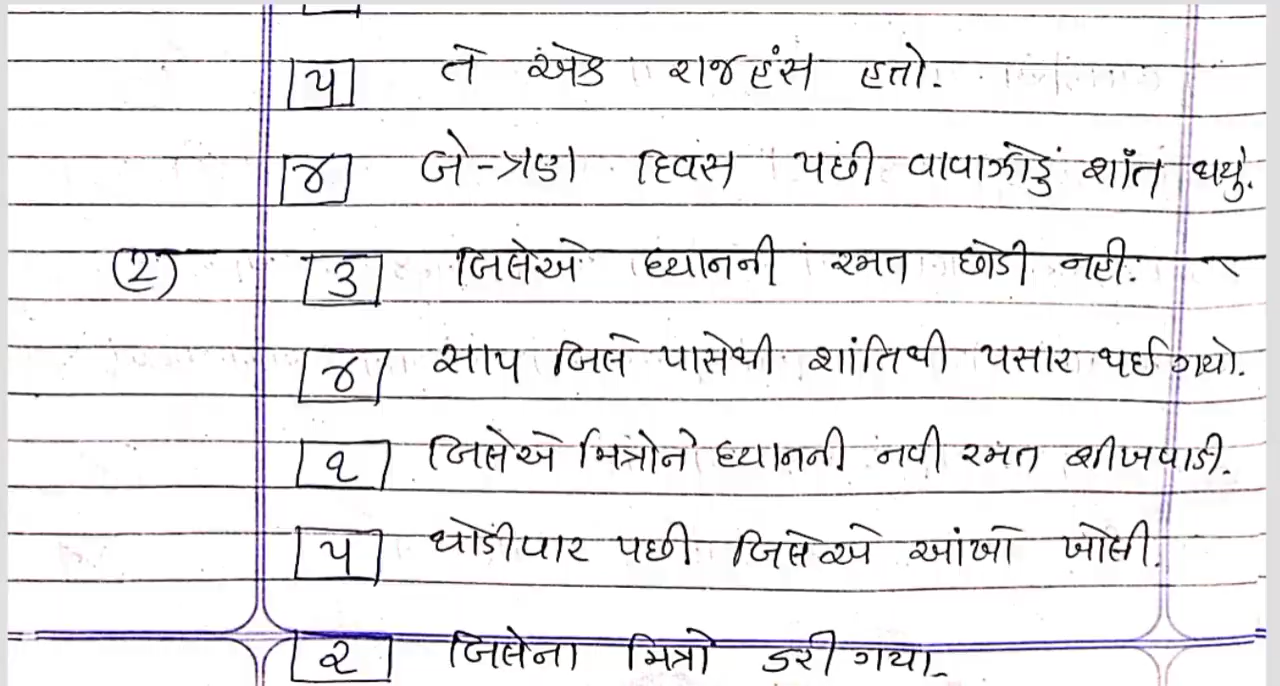 ૫ તે એક રાજહંસ હતો.
૪ બે-ત્રણ દિવસ પછી વાવાઝોડું શાંત થયું.
(2) ૩ બિલેએ ધ્યાનની રમત છોડી નહી.
૪ સાપ બિલે પાસેથી શાંતિથી પસાર થઈ ગયો.
૧ બિલેએ મિત્રોને ધ્યાનની નવી રમત શીખવાડી.
૫ થોડીવાર પછી બિલેએ આંખો ખોલી.
૨ બિલેના મિત્રો ડરી ગયા.